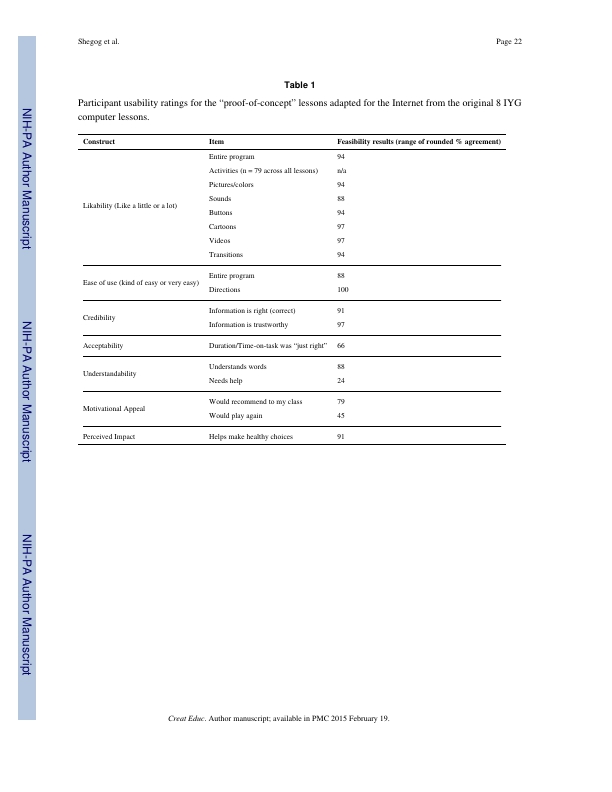 Shegog et al. Page 22
Table 1
Participant usability ratings for the “proof-of-concept” lessons adapted for the Internet from the original 8 IYG
computer lessons.
Construct Item Feasibility results (range of rounded % agreement)
Likability (Like a little or a lot)
Entire program 94
Activities (n = 79 across all lessons) n/a
Pictures/colors 94
Sounds 88
Buttons 94
Cartoons 97
Videos 97
Transitions 94
Ease of use (kind of easy or very easy)
Entire program 88
Directions 100
Credibility
Information is right (correct) 91
Information is trustworthy 97
Acceptability Duration/Time-on-task was “just right” 66
Understandability
Understands words 88
Needs help 24
Motivational Appeal
Would recommend to my class 79
Would play again 45
Perceived Impact Helps make healthy choices 91
Creat Educ. Author manuscript; available in PMC 2015 February 19.
NIH-PA Author Manuscript
NIH-PA Author Manuscript
NIH-PA Author Manuscript